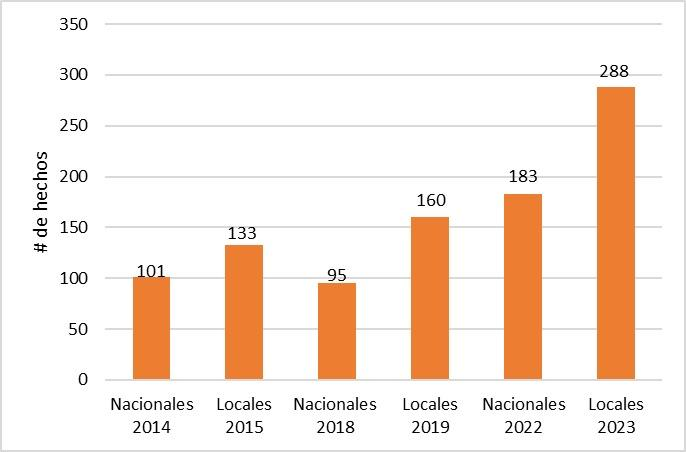 350
300
250
200
150
100
50
0
# de hechos
101
133
95
160
183
288
Nacionales
2014
Locales
2015
Nacionales
2018
Locales
2019
Nacionales
2022
Locales
2023